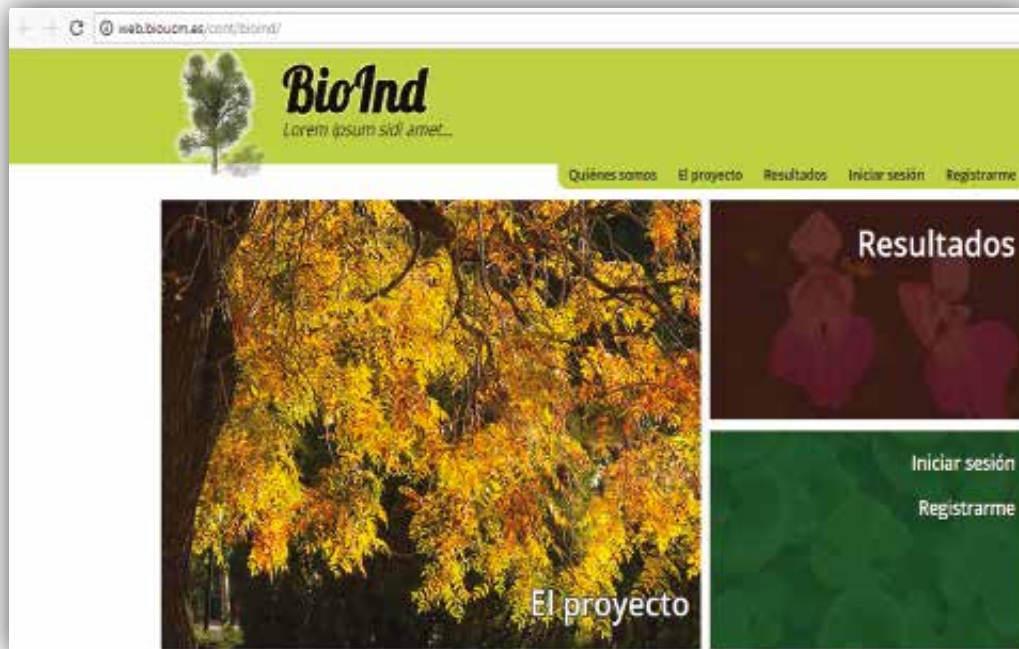 web.bioucm.es/cont/bioind/
BioInd
Lorem ipsum sidi amet...
Quiénes somos El proyecto Resultados Iniciar sesión Registrarme
Resultados
Iniciar sesión
Registrarme
El proyecto